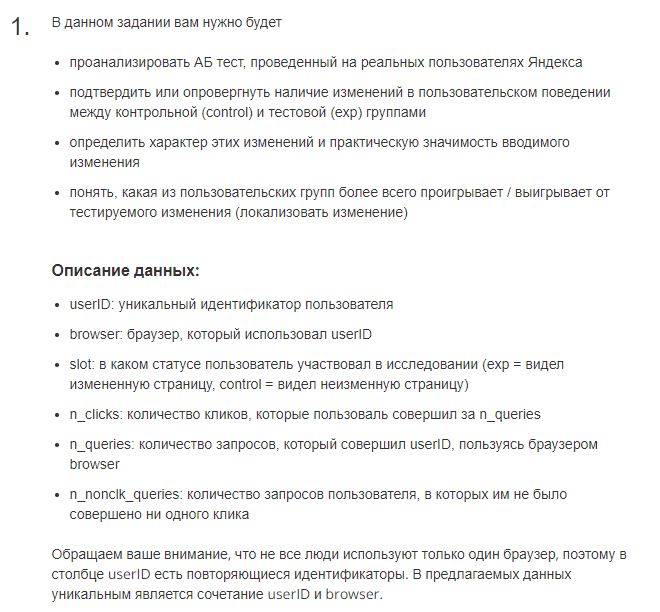 1. В данном задании вам нужно будет
• проанализировать АБ тест, проведенный на реальных пользователях Яндекса
• подтвердить или опровергнуть наличие изменений в пользовательском поведении
между контрольной (control) и тестовой (exp) группами
• определить характер этих изменений и практическую значимость вводимого
изменения
• понять, какая из пользовательских групп более всего проигрывает / выигрывает от
тестируемого изменения (локализовать изменение)
Описание данных:
• userID: уникальный идентификатор пользователя
• browser: браузер, который использовал userID
• slot: в каком статусе пользователь участвовал в исследовании (exp = видел
измененную страницу, control = видел неизменную страницу)
• n_clicks: количество кликов, которые пользоваль совершил за n_queries
• n_queries: количество запросов, который совершил userID, пользуясь браузером
browser
• n_nonclk_queries: количество запросов пользователя, в которых им не было
совершено ни одного клика
Обращаем ваше внимание, что не все люди используют только один браузер, поэтому в
столбце userID есть повторяющиеся идентификаторы. В предлагаемых данных
уникальным является сочетание userID и browser.